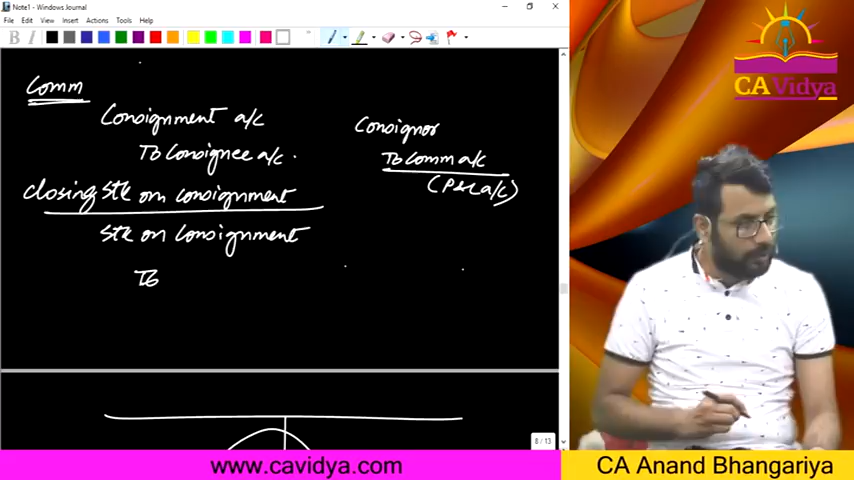 Note1 - Windows Journal
File Edit View Insert Actions Tools Help
B I
Comm
Consignment a/c
To Consignee a/c.
Consignor
To Comm a/c
(P&L a/c)
Closing Stk on consignment
Stk on Consignment
To
8 / 13
CA Vidya
www.cavidya.com
CA Anand Bhangariya